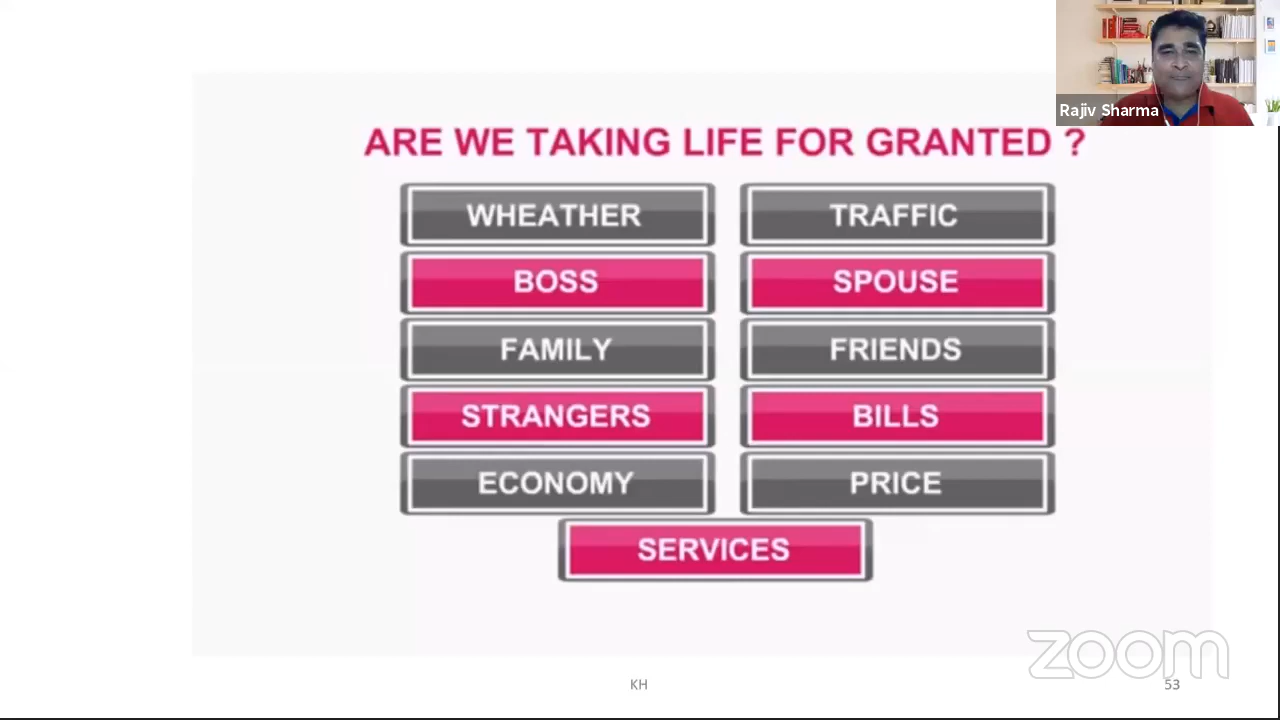 Rajiv Sharma
ARE WE TAKING LIFE FOR GRANTED ?
WHEATHER
TRAFFIC
BOSS
SPOUSE
FAMILY
FRIENDS
STRANGERS
BILLS
ECONOMY
PRICE
SERVICES
zoom
KH
53